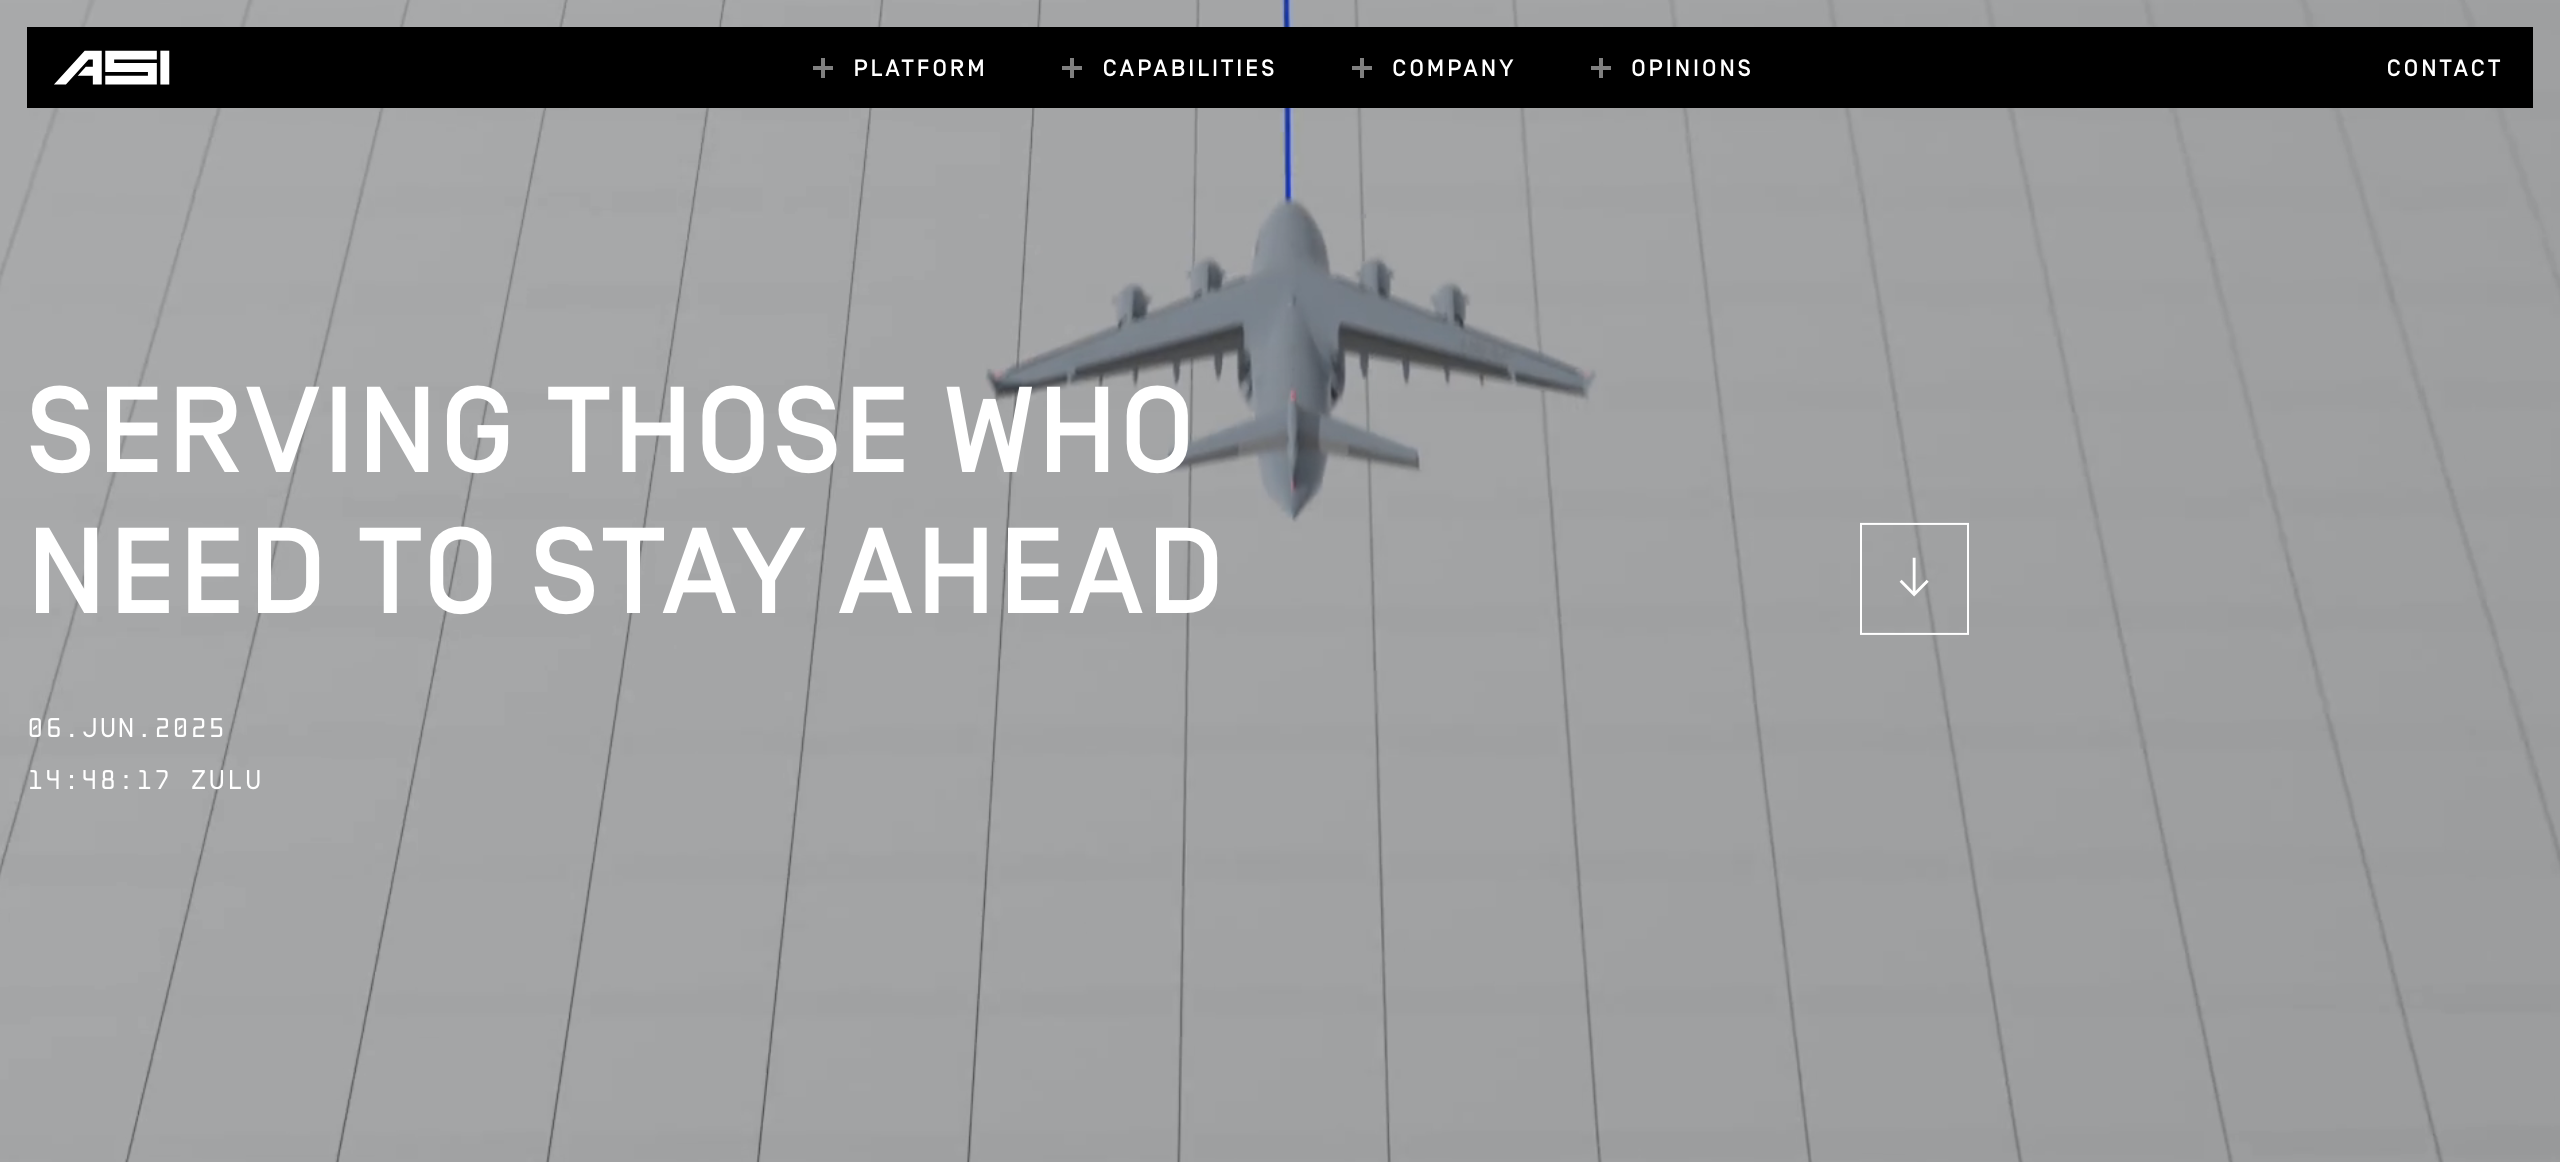 ASI
PLATFORM
CAPABILITIES
COMPANY
OPINIONS
CONTACT
SERVING THOSE WHO
NEED TO STAY AHEAD
06.JUN.2025
14:48:17 ZULU